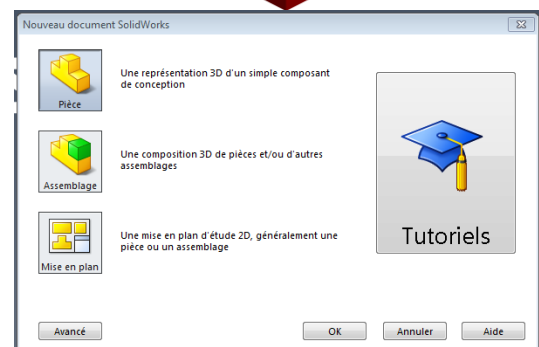 Nouveau document SolidWorks
Une représentation 3D d'un simple composant
de conception
Pièce
Une composition 3D de pièces et/ou d'autres
assemblages
Assemblage
Une mise en plan d'étude 2D, généralement une
pièce ou un assemblage
Mise en plan
Tutoriels
Avancé
OK
Annuler
Aide